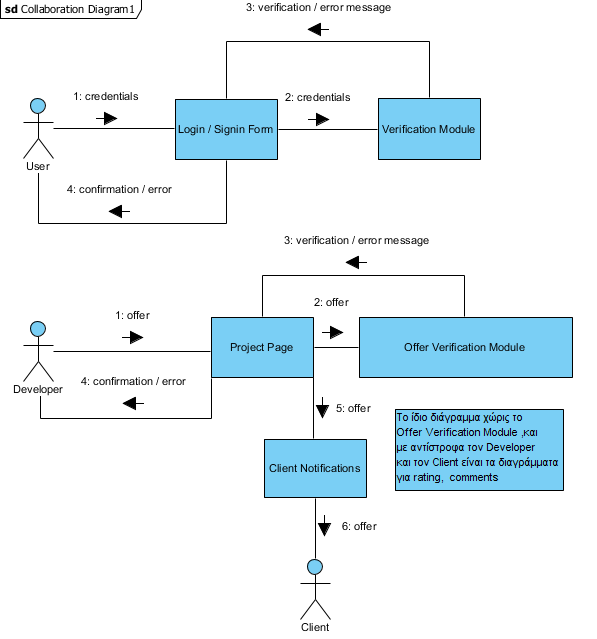 sd Collaboration Diagram1
3: verification / error message
1: credentials
2: credentials
Login / Signin Form
Verification Module
User
4: confirmation / error
3: verification / error message
1: offer
2: offer
Project Page
Offer Verification Module
Developer
4: confirmation / error
5: offer
Το ίδιο διάγραμμα χώρις το
Offer Verification Module ,και
με αντίστροφα τον Developer
και τον Client είναι τα διαγράμματα
για rating, comments
Client Notifications
6: offer
Client